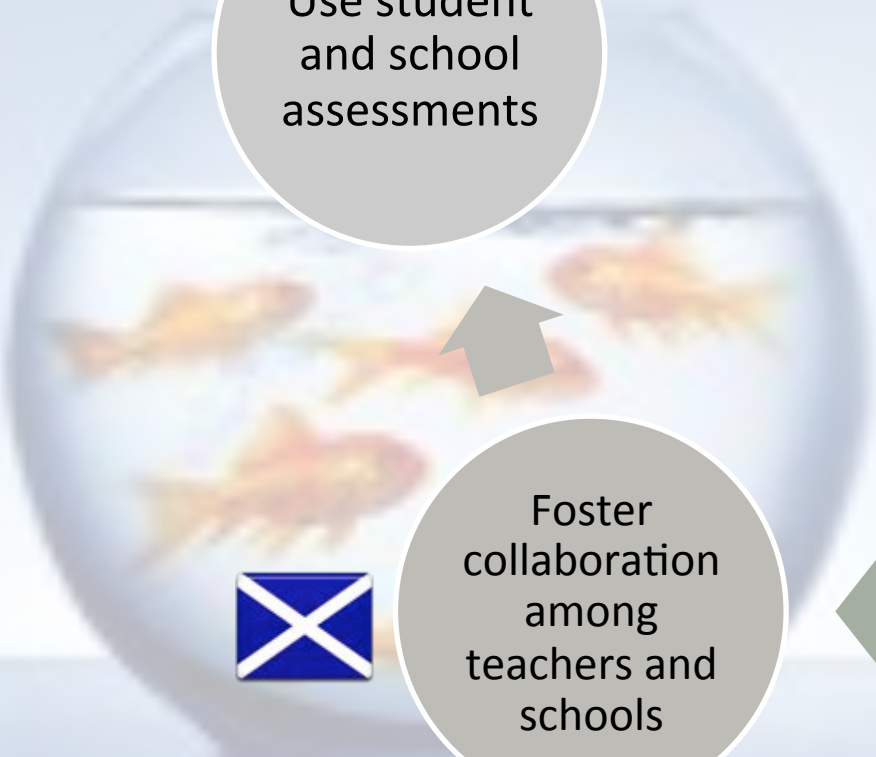 Use student
and school
assessments
Foster
collaboration
among
teachers and
schools